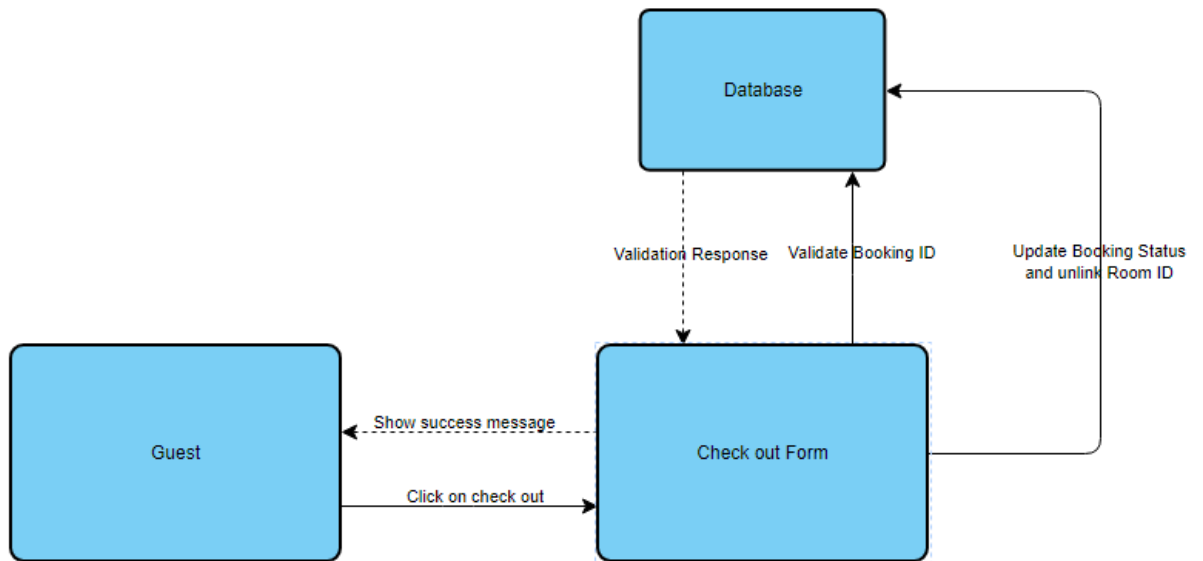 Database
Validation Response
Validate Booking ID
Update Booking Status
and unlink Room ID
Show success message
Guest
Check out Form
Click on check out